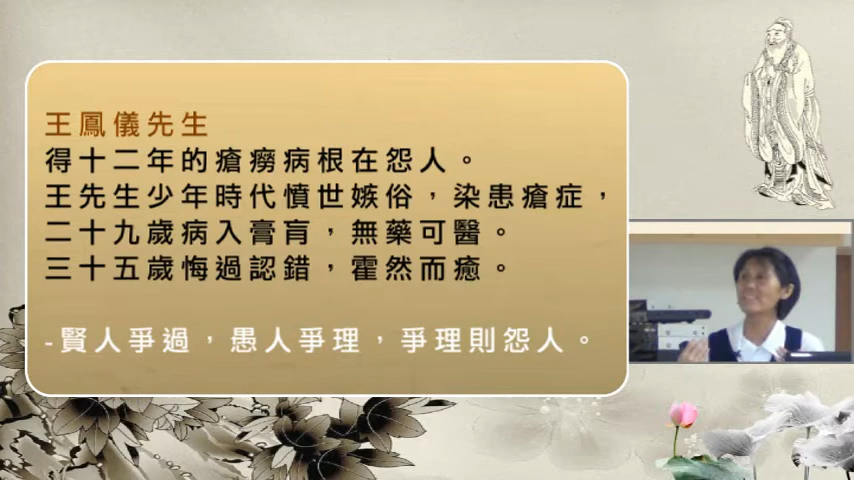 王鳳儀先生
得十二年的瘡癆病根在怨人。
王先生少年時代憤世嫉俗，染患瘡症，
二十九歲病入膏肓，無藥可醫。
三十五歲悔過認錯，霍然而癒。
-賢人爭過，愚人爭理，爭理則怨人。